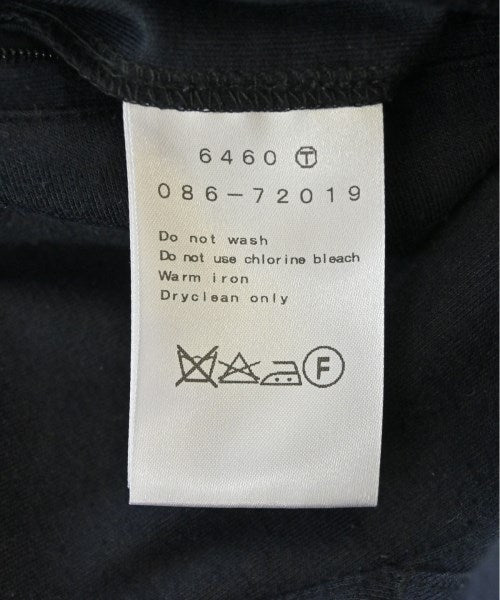 6460 Ⓣ
086-72019
Do not wash
Do not use chlorine bleach
Warm iron
Dryclean only
F